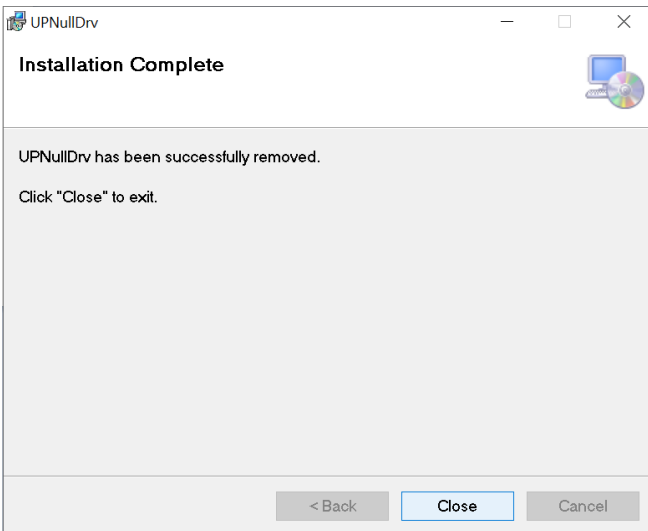 UPNullDrv
Installation Complete
UPNullDrv has been successfully removed.
Click "Close" to exit.
< Back
Close
Cancel